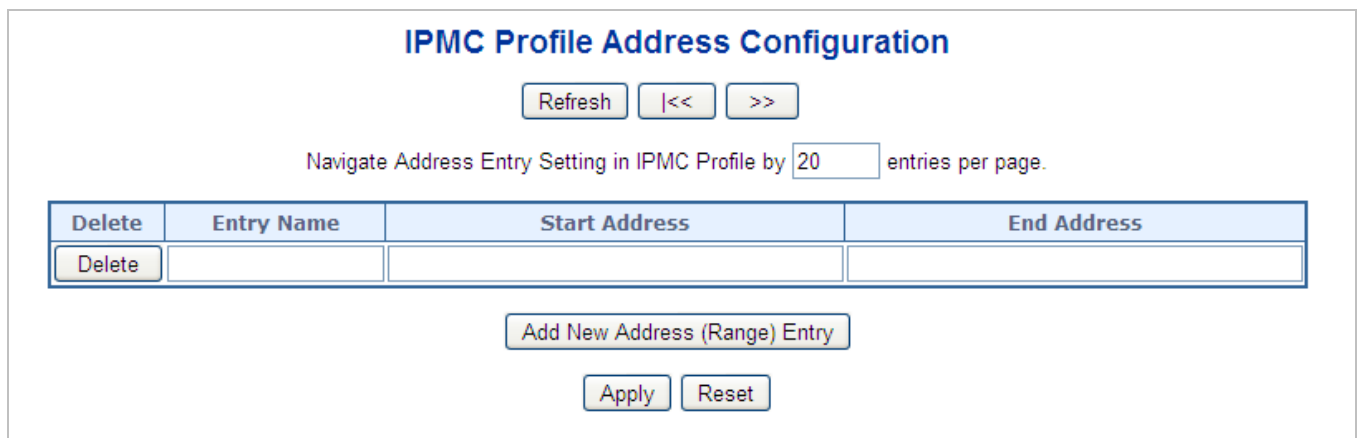 IPMC Profile Address Configuration
Refresh |<< >>
Navigate Address Entry Setting in IPMC Profile by 20 entries per page.
Delete Entry Name Start Address End Address
Delete
Add New Address (Range) Entry
Apply Reset